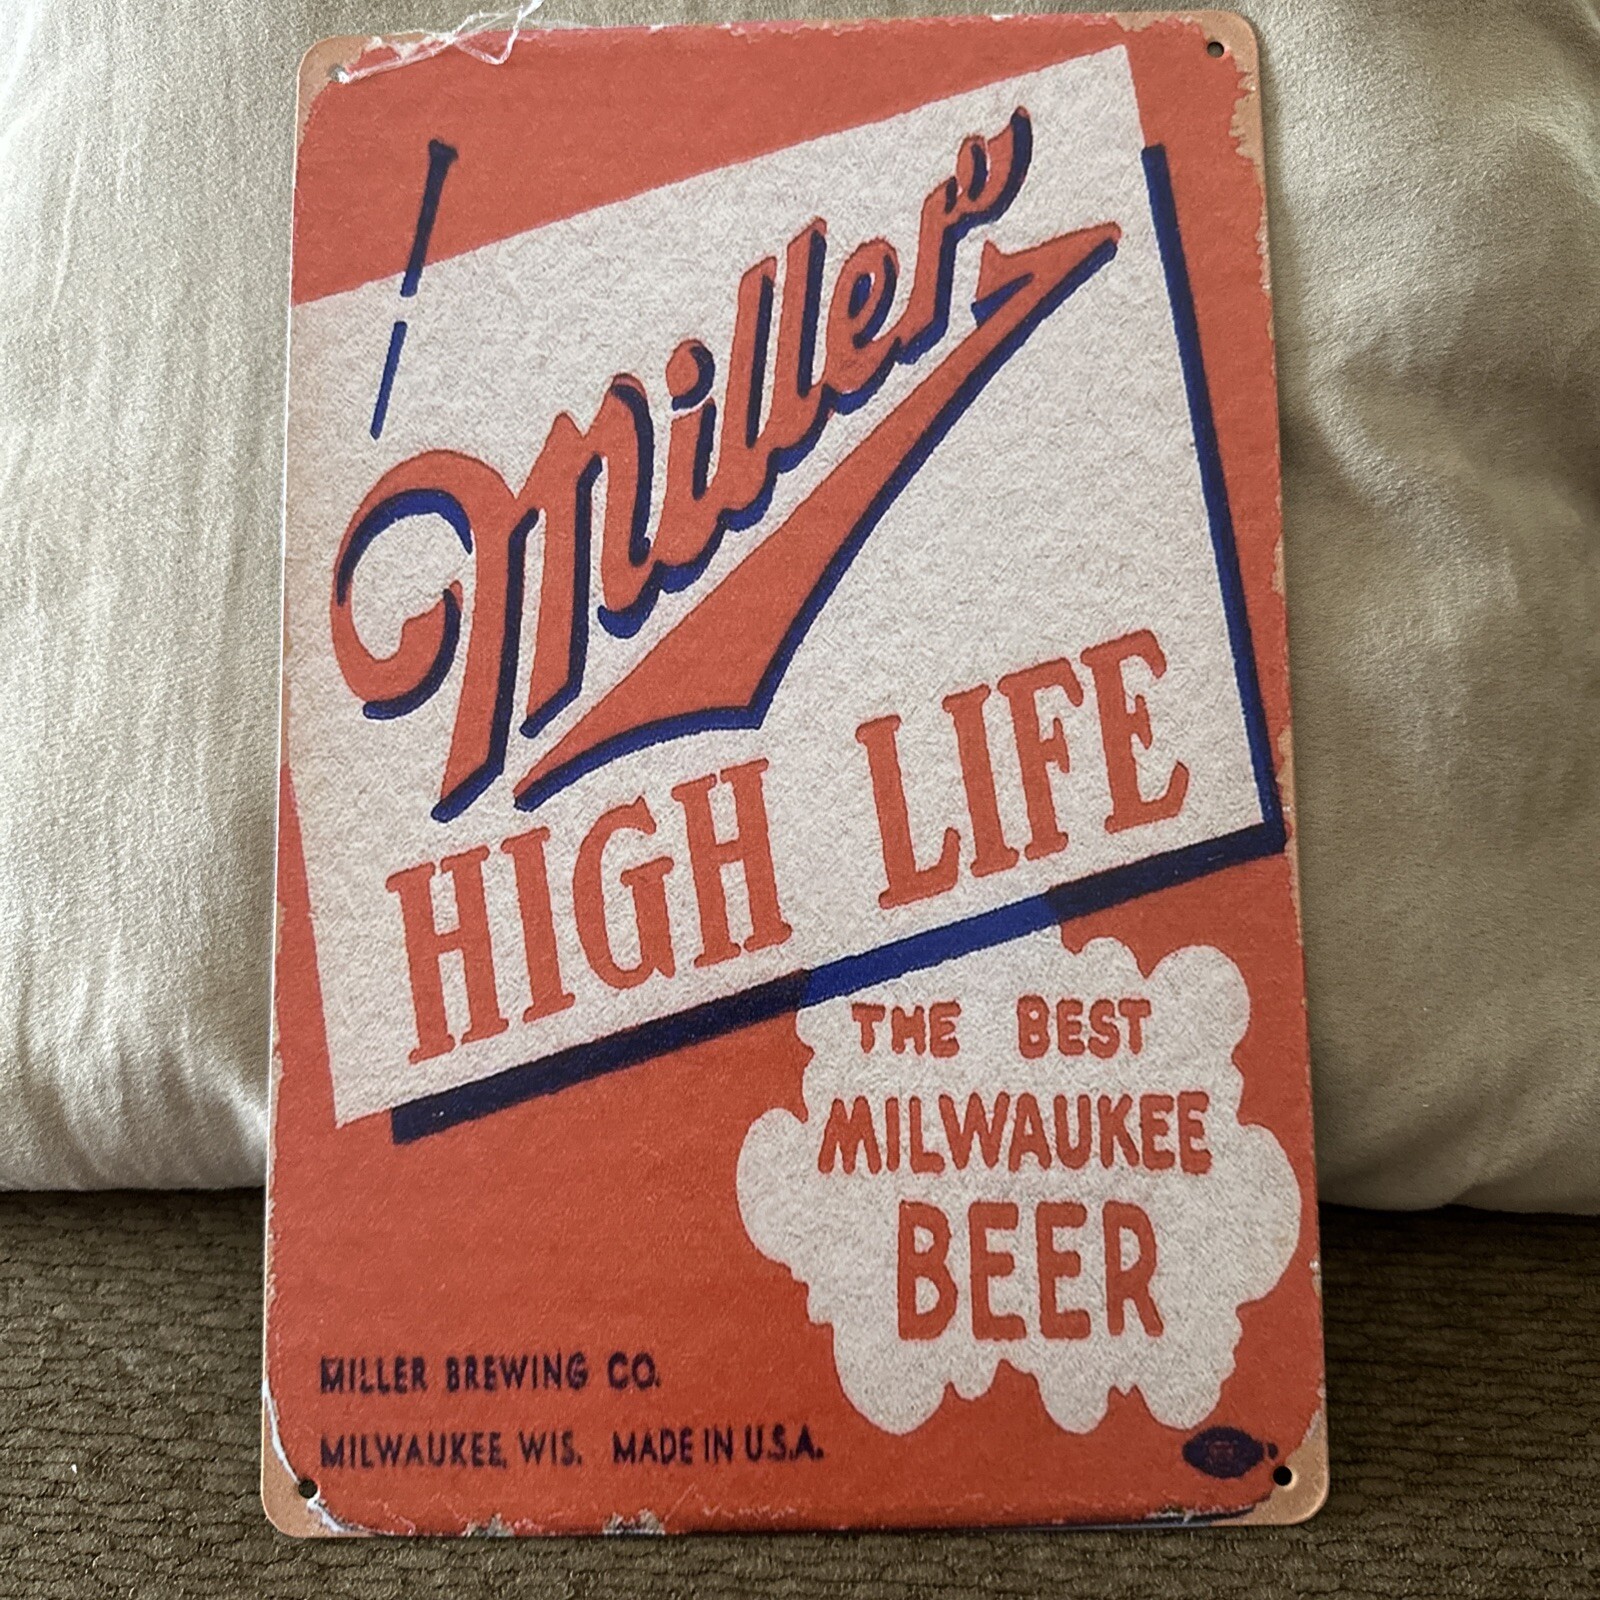 Miller
HIGH LIFE
THE BEST
MILWAUKEE
BEER
MILLER BREWING CO.
MILWAUKEE, WIS. MADE IN U.S.A.